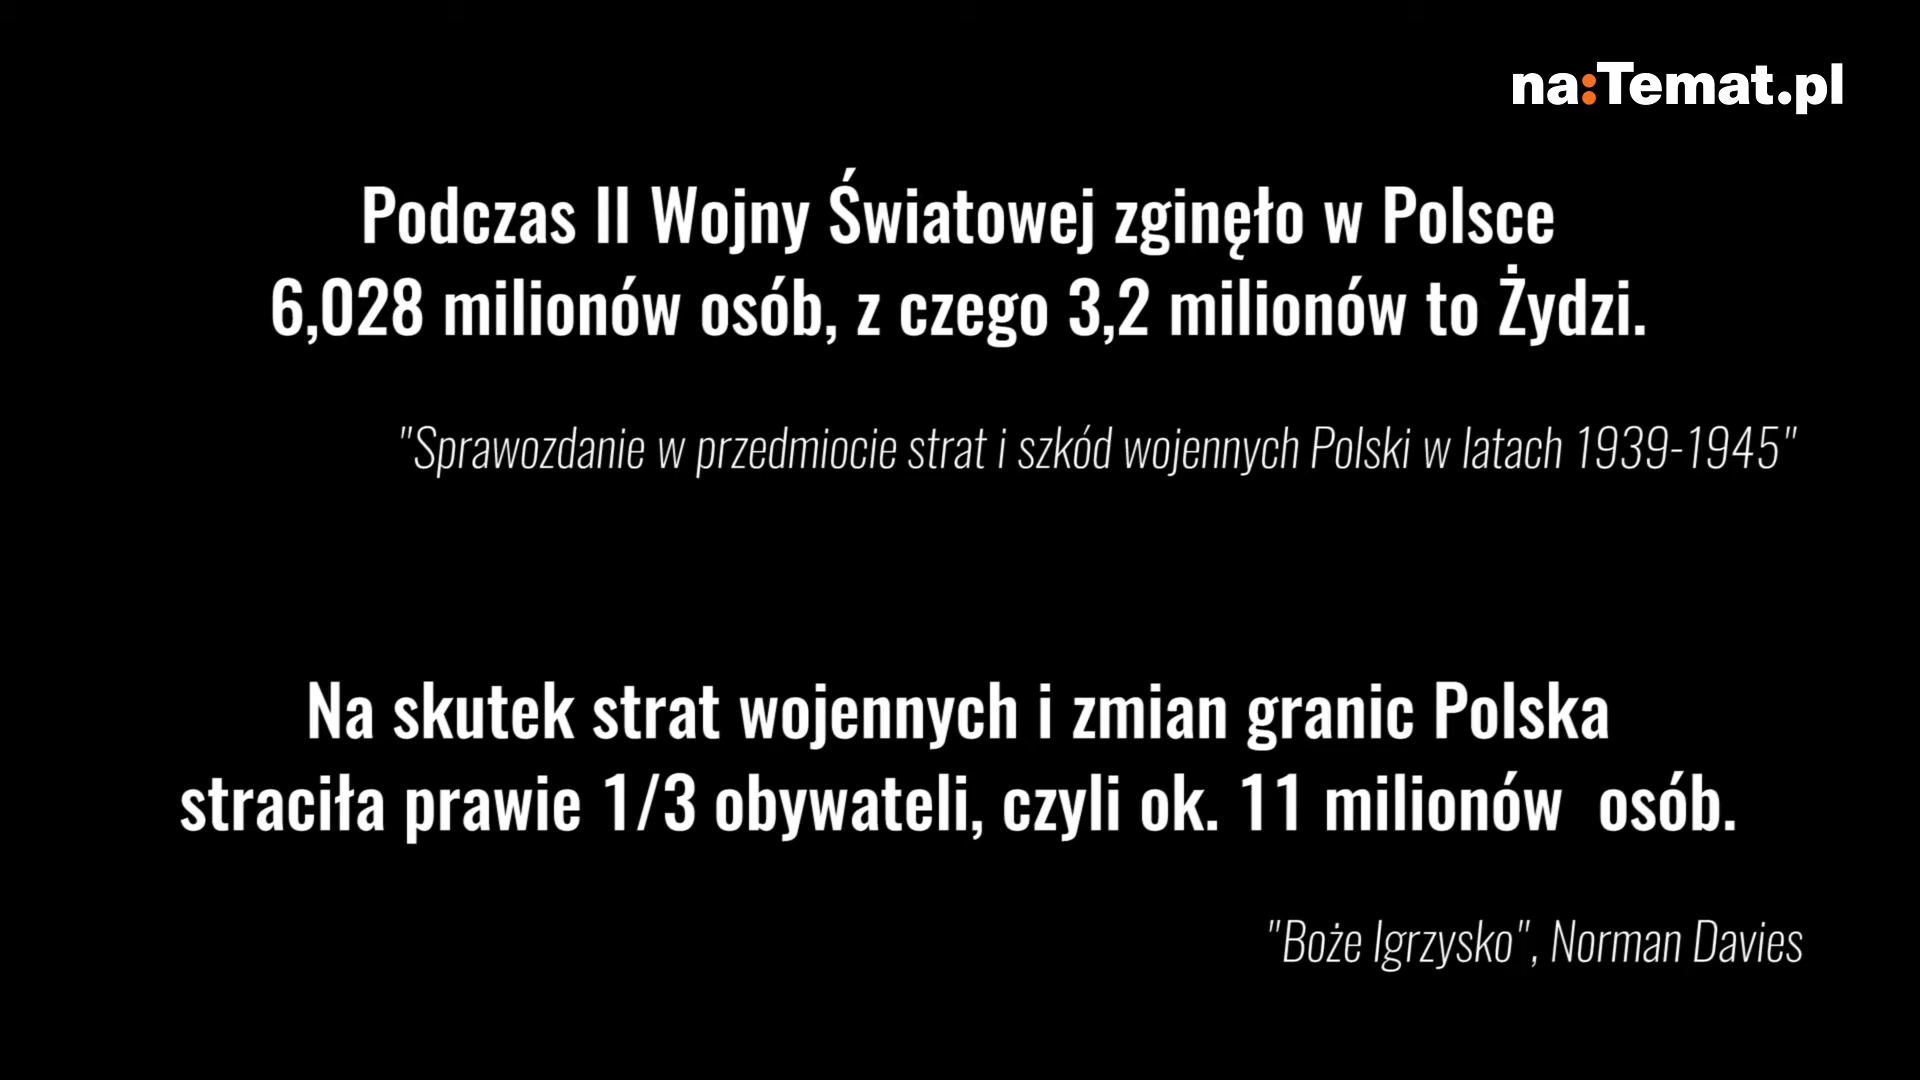 na:Temat.pl
Podczas II Wojny Światowej zginęło w Polsce
6,028 milionów osób, z czego 3,2 milionów to Żydzi.
"Sprawozdanie w przedmiocie strat i szkód wojennych Polski w latach 1939-1945"
Na skutek strat wojennych i zmian granic Polska
straciła prawie 1/3 obywateli, czyli ok. 11 milionów  osób.
"Boże Igrzysko", Norman Davies